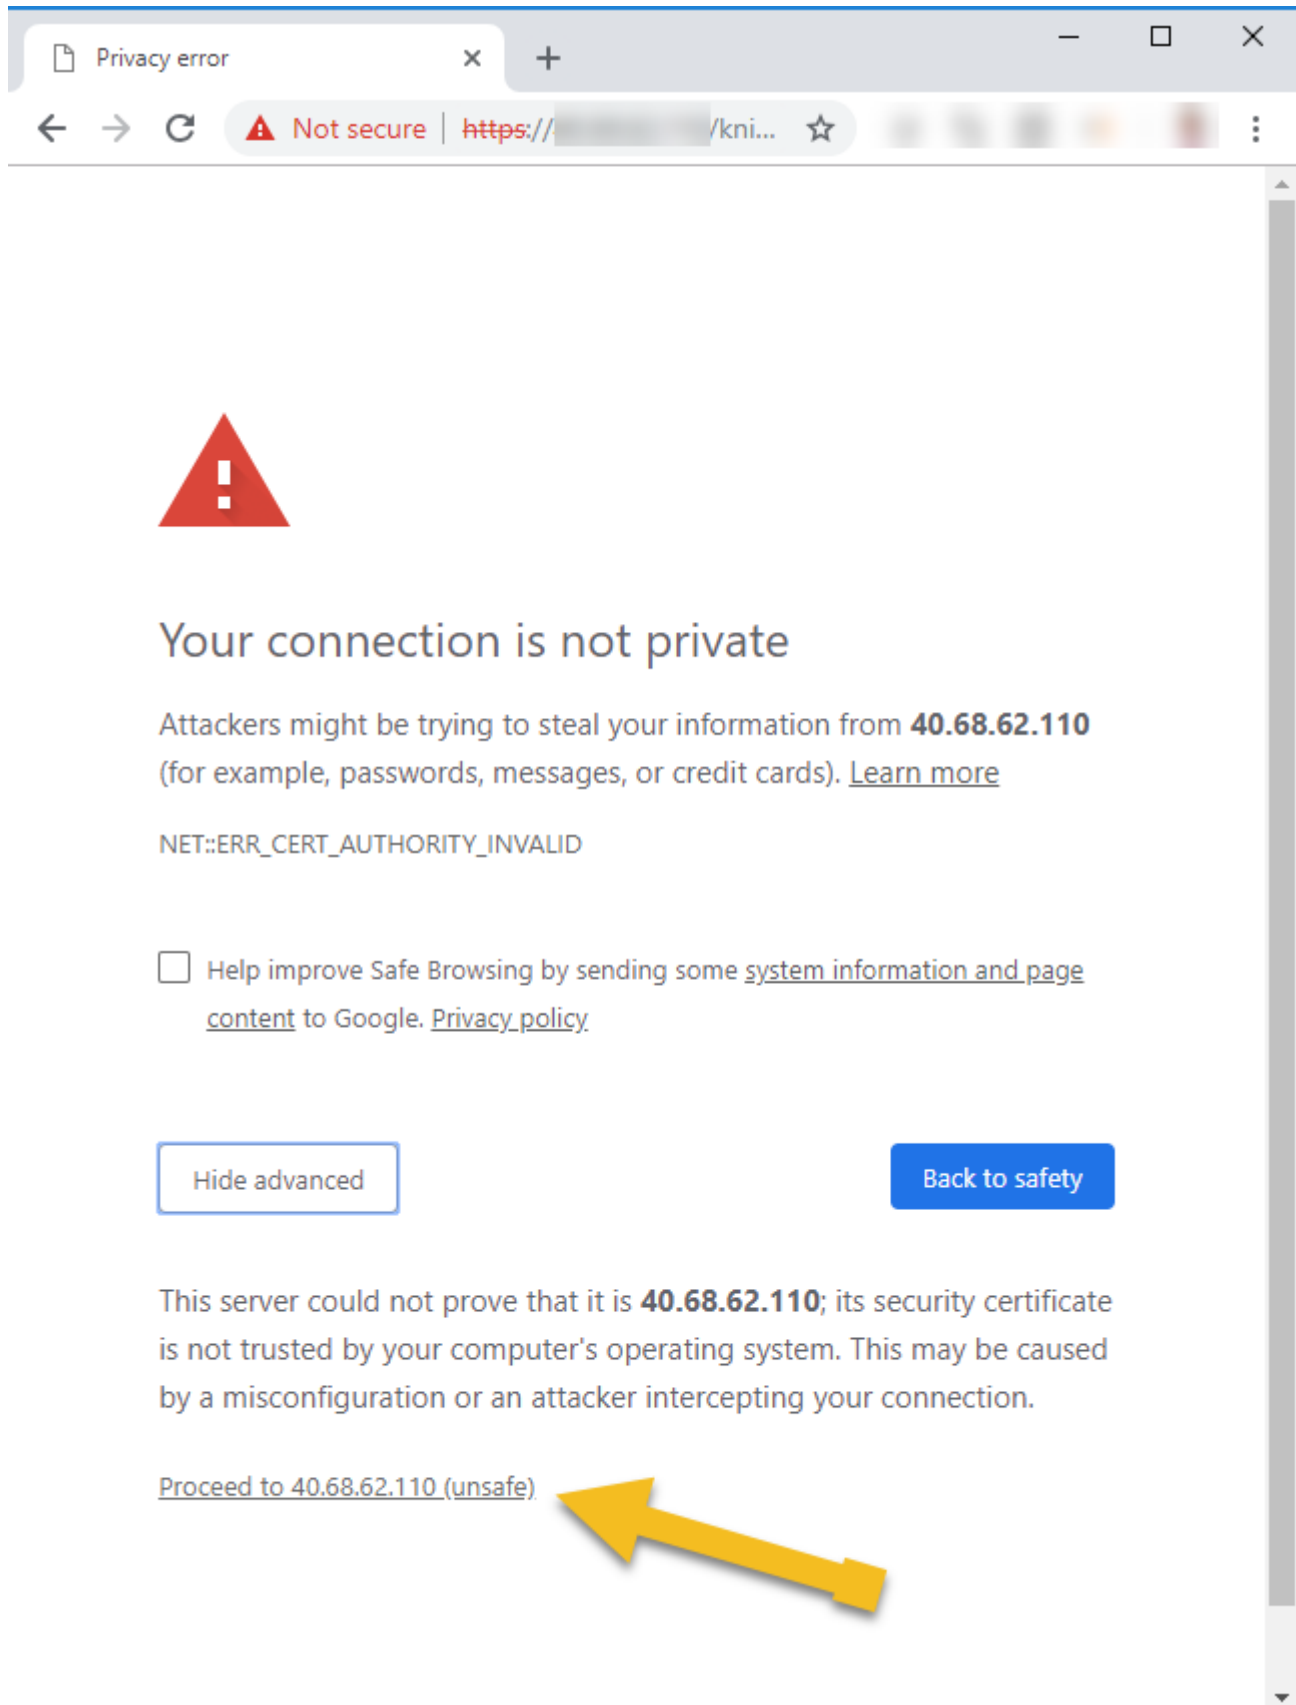 Privacy error
Not secure | https:// /kni...
Your connection is not private
Attackers might be trying to steal your information from 40.68.62.110
(for example, passwords, messages, or credit cards). Learn more
NET::ERR_CERT_AUTHORITY_INVALID
Help improve Safe Browsing by sending some system information and page
content to Google. Privacy policy
Hide advanced
Back to safety
This server could not prove that it is 40.68.62.110; its security certificate
is not trusted by your computer's operating system. This may be caused
by a misconfiguration or an attacker intercepting your connection.
Proceed to 40.68.62.110 (unsafe)